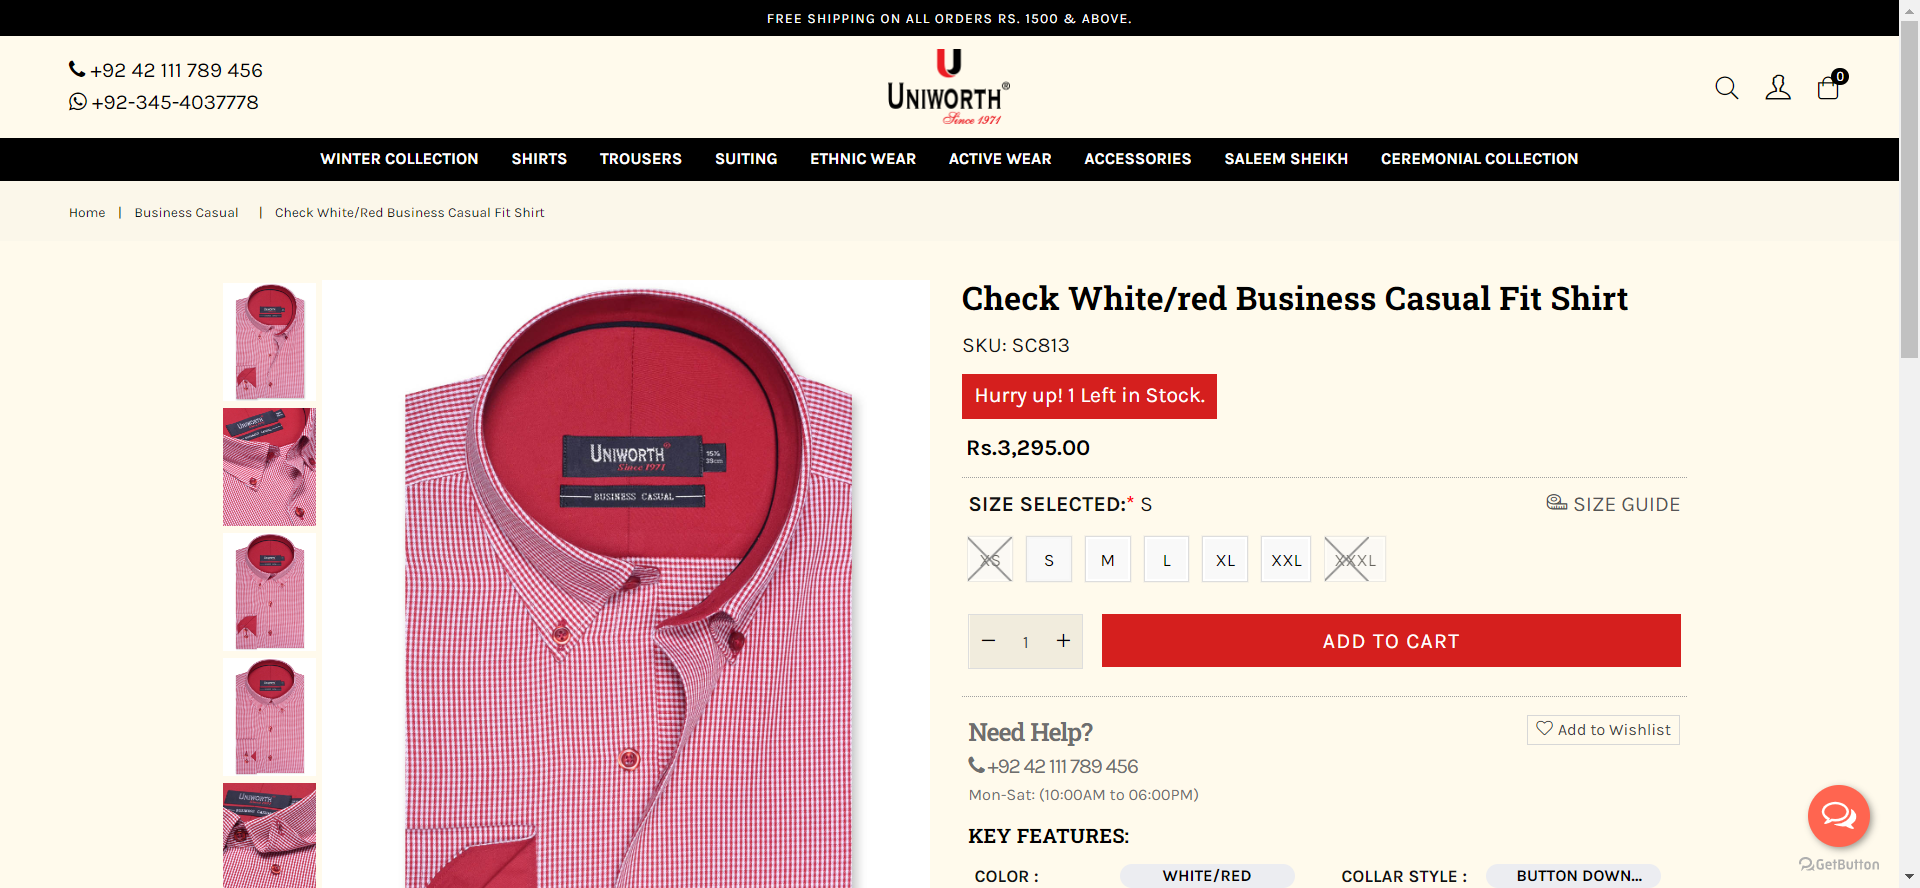 FREE SHIPPING ON ALL ORDERS RS. 1500 & ABOVE.
+92 42 111 789 456
+92-345-4037778
UNIWORTH®
Since 1971
0
WINTER COLLECTION SHIRTS TROUSERS SUITING ETHNIC WEAR ACTIVE WEAR ACCESSORIES SALEEM SHEIKH CEREMONIAL COLLECTION
Home | Business Casual | Check White/Red Business Casual Fit Shirt
UNIWORTH
Since 1971
15½
39cm
BUSINESS CASUAL
UNIWORTH
UNIWORTH
Check White/red Business Casual Fit Shirt
SKU: SC813
Hurry up! 1 Left in Stock.
Rs.3,295.00
SIZE SELECTED:* S
SIZE GUIDE
XS S M L XL XXL XXXL
− 1 +
ADD TO CART
Need Help?
Add to Wishlist
+92 42 111 789 456
Mon-Sat: (10:00AM to 06:00PM)
KEY FEATURES:
COLOR : WHITE/RED COLLAR STYLE : BUTTON DOWN...
GetButton